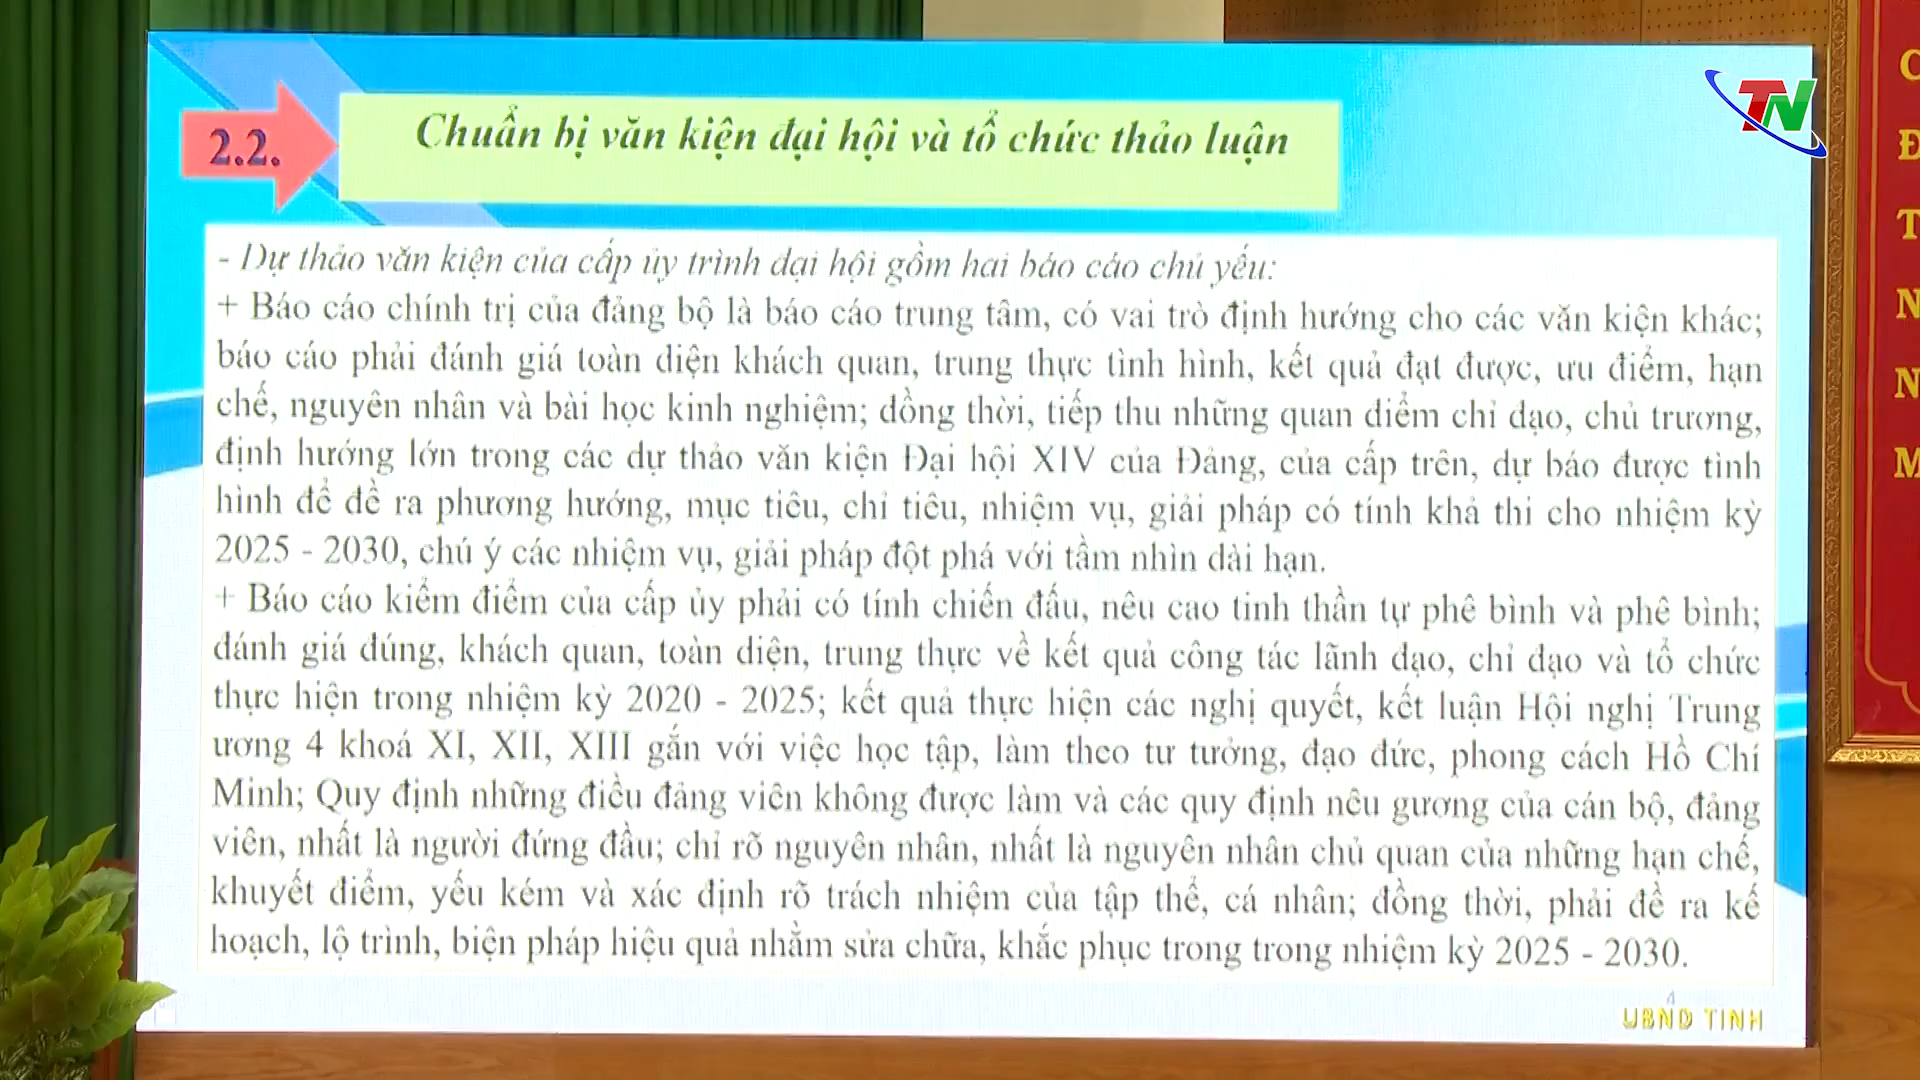 TN
2.2.
Chuẩn bị văn kiện đại hội và tổ chức thảo luận
- Dự thảo văn kiện của cấp ủy trình đại hội gồm hai báo cáo chủ yếu:
+ Báo cáo chính trị của đảng bộ là báo cáo trung tâm, có vai trò định hướng cho các văn kiện khác;
báo cáo phải đánh giá toàn diện khách quan, trung thực tình hình, kết quả đạt được, ưu điểm, hạn
chế, nguyên nhân và bài học kinh nghiệm; đồng thời, tiếp thu những quan điểm chỉ đạo, chủ trương,
định hướng lớn trong các dự thảo văn kiện Đại hội XIV của Đảng, của cấp trên, dự báo được tình
hình để đề ra phương hướng, mục tiêu, chỉ tiêu, nhiệm vụ, giải pháp có tính khả thi cho nhiệm kỳ
2025 - 2030, chú ý các nhiệm vụ, giải pháp đột phá với tầm nhìn dài hạn.
+ Báo cáo kiểm điểm của cấp ủy phải có tính chiến đấu, nêu cao tinh thần tự phê bình và phê bình;
đánh giá đúng, khách quan, toàn diện, trung thực về kết quả công tác lãnh đạo, chỉ đạo và tổ chức
thực hiện trong nhiệm kỳ 2020 - 2025; kết quả thực hiện các nghị quyết, kết luận Hội nghị Trung
ương 4 khoá XI, XII, XIII gắn với việc học tập, làm theo tư tưởng, đạo đức, phong cách Hồ Chí
Minh; Quy định những điều đảng viên không được làm và các quy định nêu gương của cán bộ, đảng
viên, nhất là người đứng đầu; chỉ rõ nguyên nhân, nhất là nguyên nhân chủ quan của những hạn chế,
khuyết điểm, yếu kém và xác định rõ trách nhiệm của tập thể, cá nhân; đồng thời, phải đề ra kế
hoạch, lộ trình, biện pháp hiệu quả nhằm sửa chữa, khắc phục trong trong nhiệm kỳ 2025 - 2030.
4
UBND TINH